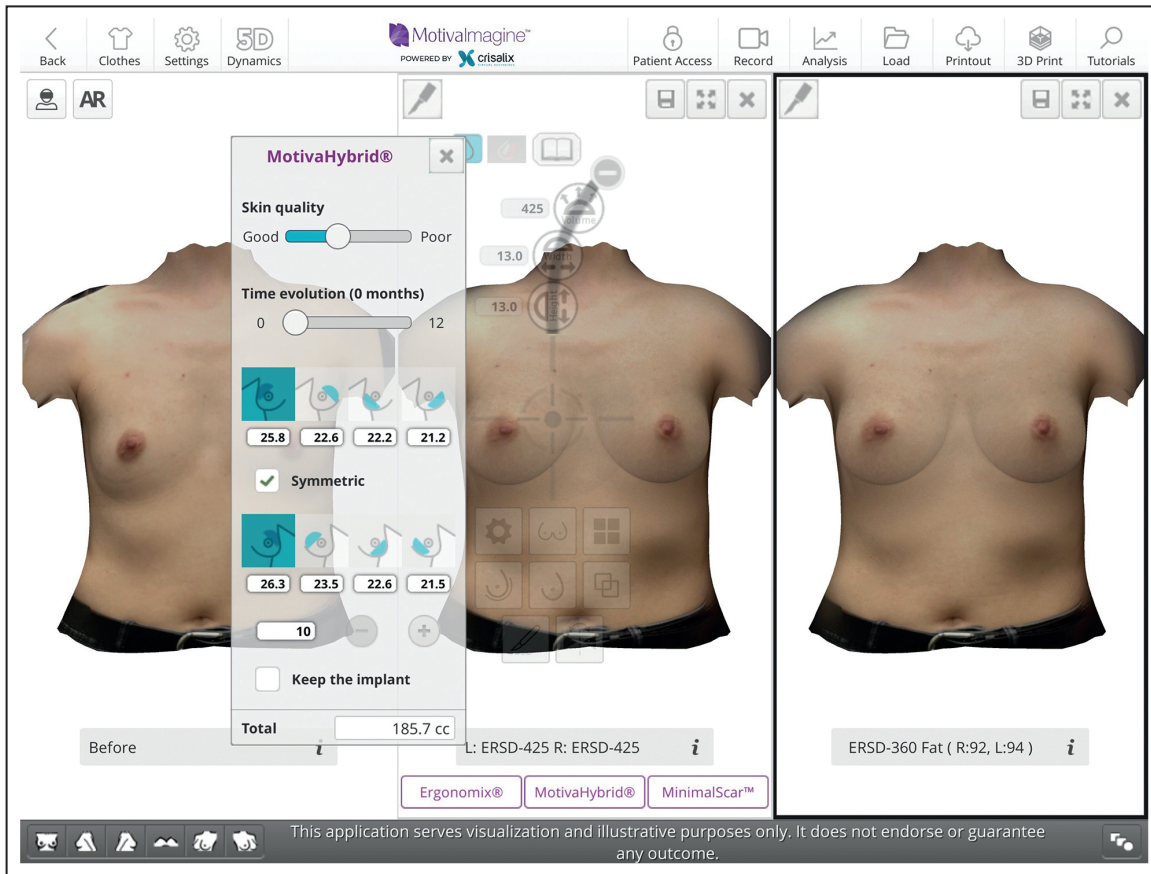 Back
Clothes
Settings
5D
Dynamics
MotivaImagine™
POWERED BY crisalix
Patient Access
Record
Analysis
Load
Printout
3D Print
Tutorials
AR
MotivaHybrid®
Skin quality
Good
Poor
Time evolution (0 months)
0
12
25.8
22.6
22.2
21.2
Symmetric
26.3
23.5
22.6
21.5
10
Keep the implant
Total
185.7 cc
425
Volume
13.0
Width
13.0
Height
Before
i
L: ERSD-425 R: ERSD-425
i
ERSD-360 Fat ( R:92, L:94 )
i
Ergonomix®
MotivaHybrid®
MinimalScar™
This application serves visualization and illustrative purposes only. It does not endorse or guarantee
any outcome.